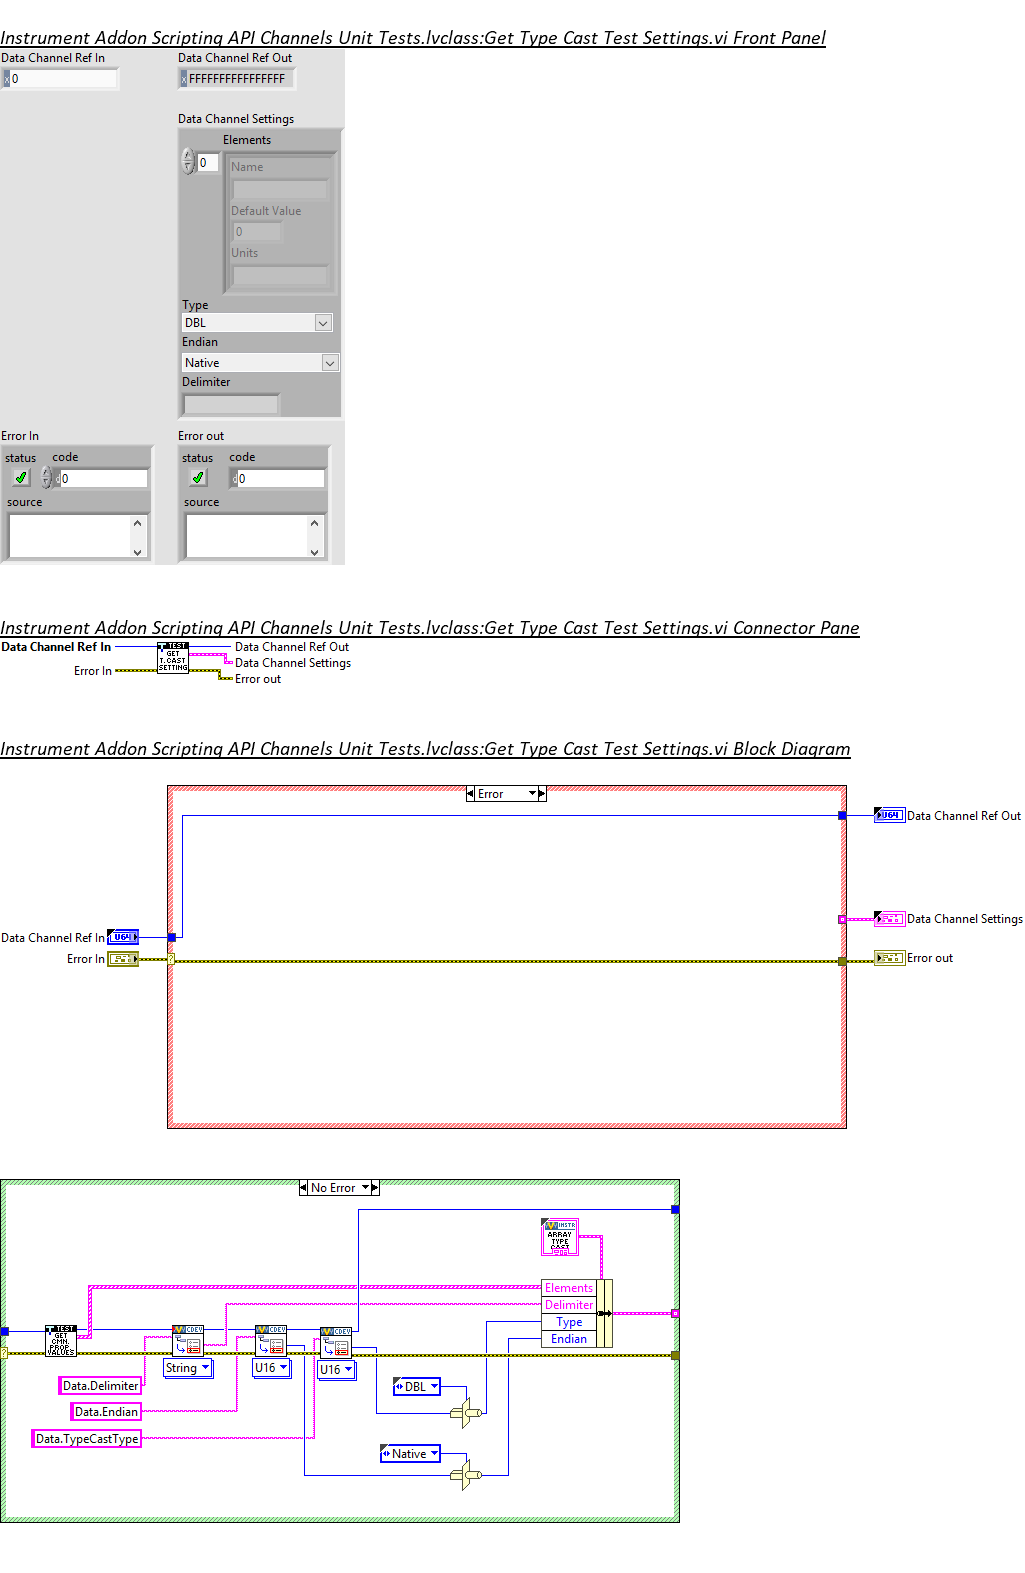 Instrument Addon Scripting API Channels Unit Tests.lvclass:Get Type Cast Test Settings.vi Front Panel
Data Channel Ref In
Data Channel Ref Out
x 0
x FFFFFFFFFFFFFFFF
Data Channel Settings
Elements
0
Name
Default Value
0
Units
Type
DBL
Endian
Native
Delimiter
Error In
Error out
status code
status code
d 0
d 0
source
source
Instrument Addon Scripting API Channels Unit Tests.lvclass:Get Type Cast Test Settings.vi Connector Pane
Data Channel Ref In
TEST
GET
T.CAST
SETTING
Data Channel Ref Out
Data Channel Settings
Error In
Error out
Instrument Addon Scripting API Channels Unit Tests.lvclass:Get Type Cast Test Settings.vi Block Diagram
Error
U64
Data Channel Ref Out
Data Channel Settings
Data Channel Ref In
U64
Error In
?
Error out
No Error
INSTR
ARRAY
TYPE
CAST
Elements
Delimiter
Type
Endian
TEST
GET
CMN.
PROP
VALUES
CDEV
CDEV
CDEV
?
String
U16
U16
Data.Delimiter
DBL
Data.Endian
Data.TypeCastType
Native